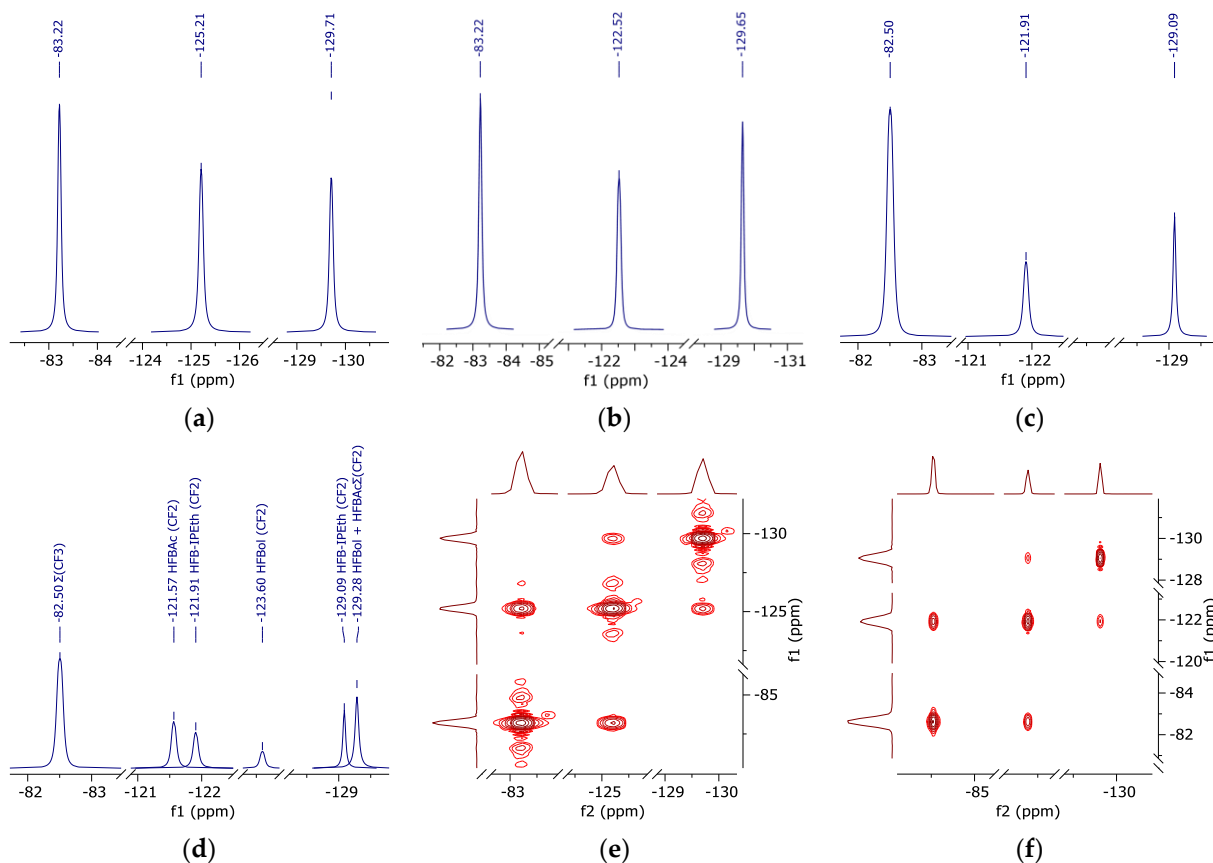 -83.22
-125.21
-129.71
-83 -84 -124 -125 -126 -129 -130
f1 (ppm)
(a)
-83.22
-122.52
-129.65
-82 -83 -84 -85 -122 -124 -129 -131
f1 (ppm)
(b)
-82.50
-121.91
-129.09
-82 -83 -121 -122 -129
f1 (ppm)
(c)
-82.50 Σ(CF3)
-121.57 HFBAc (CF2)
-121.91 HFB-IPEth (CF2)
-123.60 HFBol (CF2)
-129.09 HFB-IPEth (CF2)
-129.28 HFBol + HFBAcΣ(CF2)
-82 -83 -121 -122 -129
f1 (ppm)
(d)
-130
-125
-85
f1 (ppm)
-83 -125 -129 -130
f2 (ppm)
(e)
-130
-128
-122
-120
-84
-82
f1 (ppm)
-85 -130
f2 (ppm)
(f)